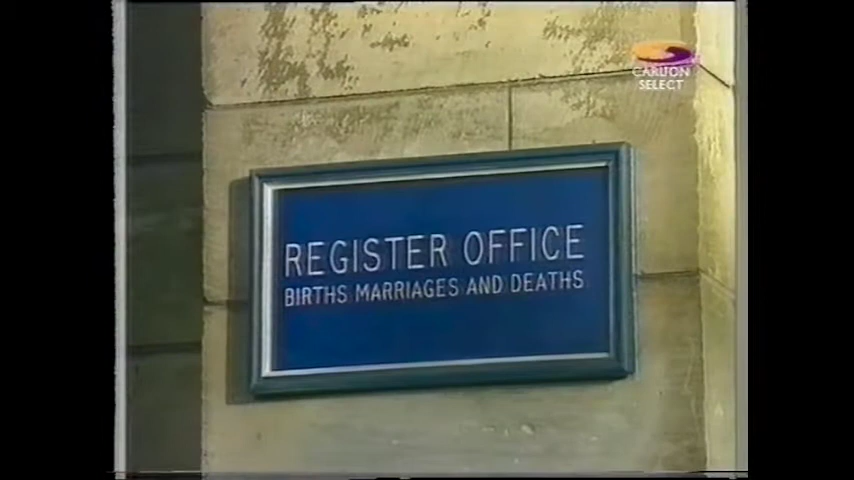 CARLTON
SELECT
REGISTER OFFICE
BIRTHS MARRIAGES AND DEATHS